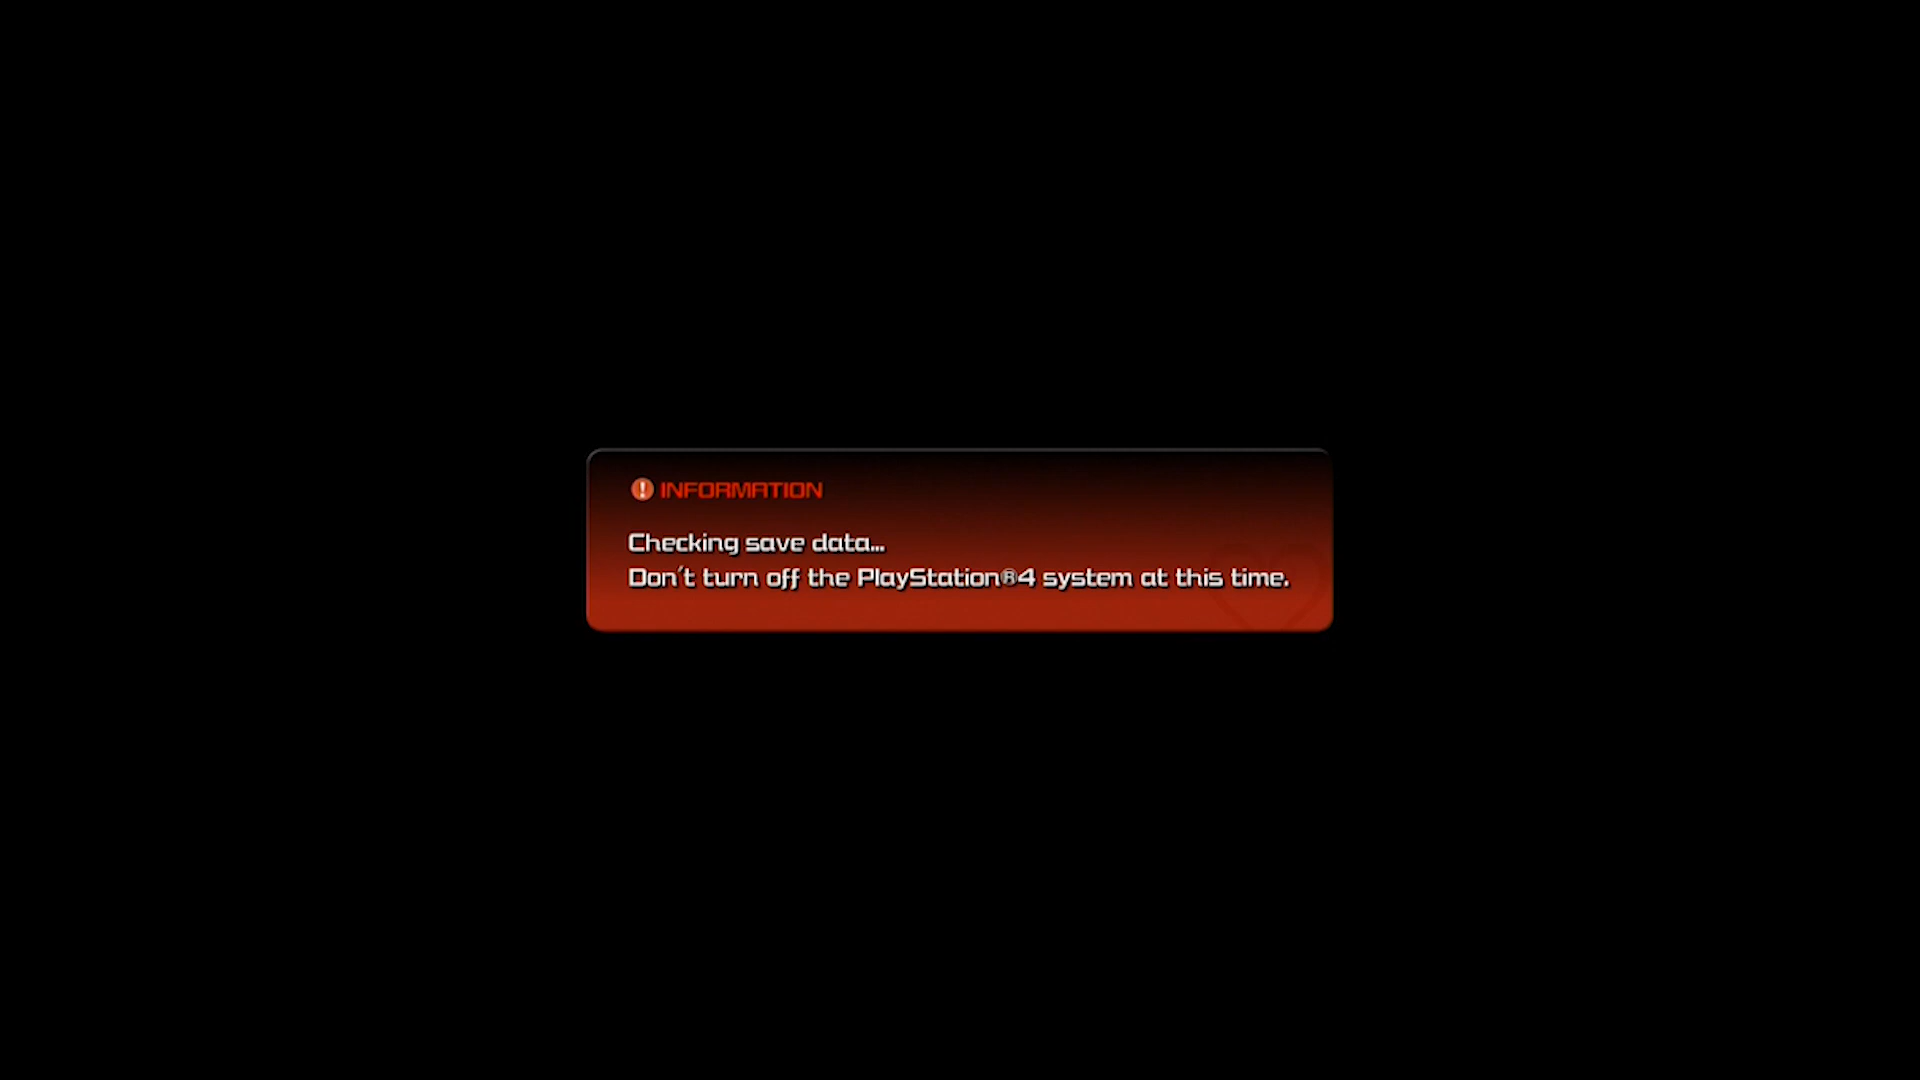 INFORMATION
Checking save data...
Don't turn off the PlayStation®4 system at this time.